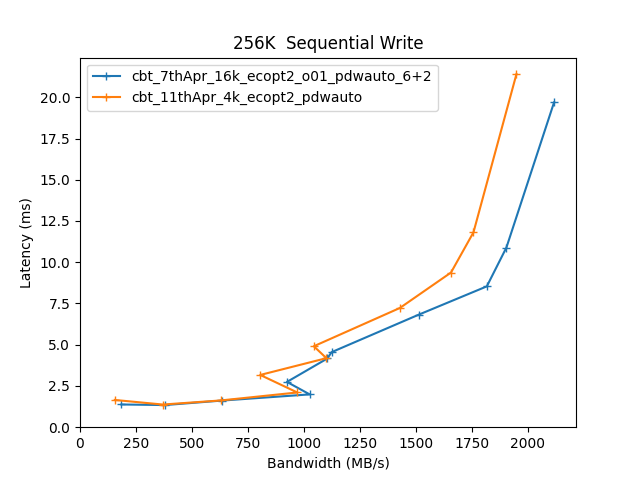 256K  Sequential Write
cbt_7thApr_16k_ecopt2_o01_pdwauto_6+2
cbt_11thApr_4k_ecopt2_pdwauto
Latency (ms)
20.0
17.5
15.0
12.5
10.0
7.5
5.0
2.5
0.0
0 250 500 750 1000 1250 1500 1750 2000
Bandwidth (MB/s)